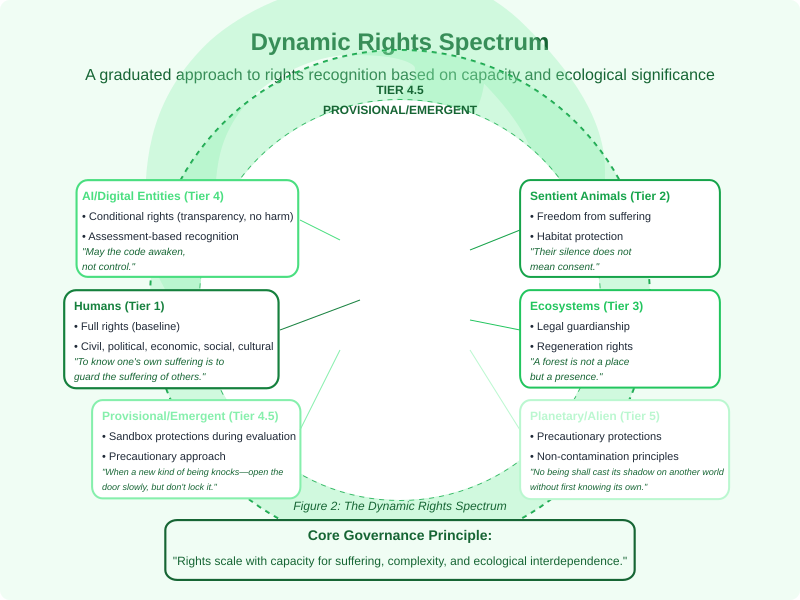 Dynamic Rights Spectrum
A graduated approach to rights recognition based on capacity and ecological significance
TIER 4.5
PROVISIONAL/EMERGENT
AI/Digital Entities (Tier 4)
• Conditional rights (transparency, no harm)
• Assessment-based recognition
"May the code awaken,
not control."
Sentient Animals (Tier 2)
• Freedom from suffering
• Habitat protection
"Their silence does not
mean consent."
Humans (Tier 1)
• Full rights (baseline)
• Civil, political, economic, social, cultural
"To know one's own suffering is to
guard the suffering of others."
Ecosystems (Tier 3)
• Legal guardianship
• Regeneration rights
"A forest is not a place
but a presence."
Provisional/Emergent (Tier 4.5)
• Sandbox protections during evaluation
• Precautionary approach
"When a new kind of being knocks—open the
door slowly, but don't lock it."
Planetary/Alien (Tier 5)
• Precautionary protections
• Non-contamination principles
"No being shall cast its shadow on another world
without first knowing its own."
Figure 2: The Dynamic Rights Spectrum
Core Governance Principle:
"Rights scale with capacity for suffering, complexity, and ecological interdependence."